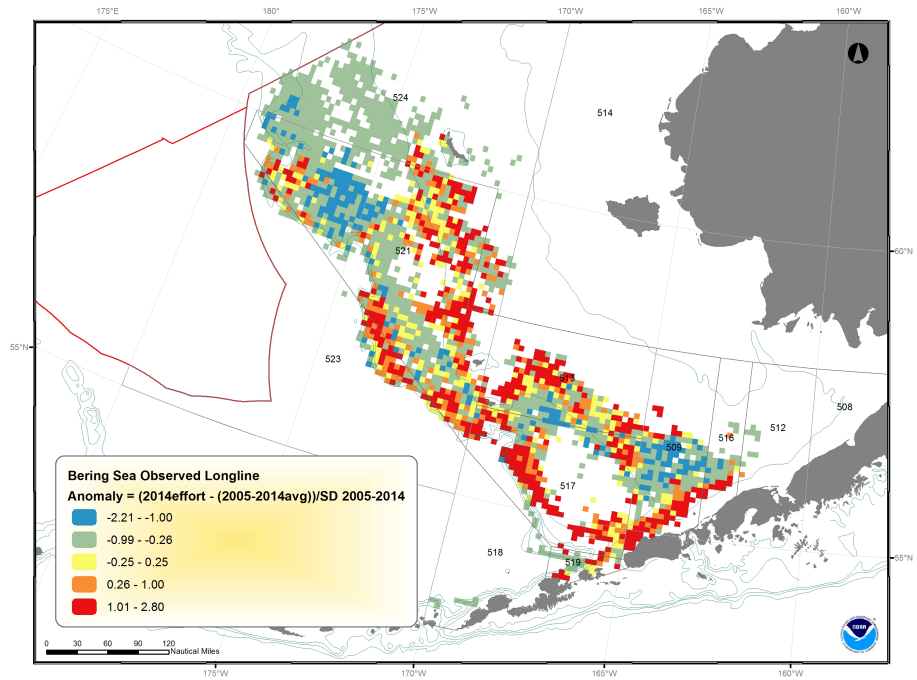 175°E 180° 175°W 170°W 165°W 160°W
524
514
521
60°N
55°N
523
513
508
512
516
509
517
518
519
55°N
Bering Sea Observed Longline
Anomaly = (2014effort - (2005-2014avg))/SD 2005-2014
-2.21 - -1.00
-0.99 - -0.26
-0.25 - 0.25
0.26 - 1.00
1.01 - 2.80
0 30 60 90 120
Nautical Miles
NOAA
175°W 170°W 165°W 160°W